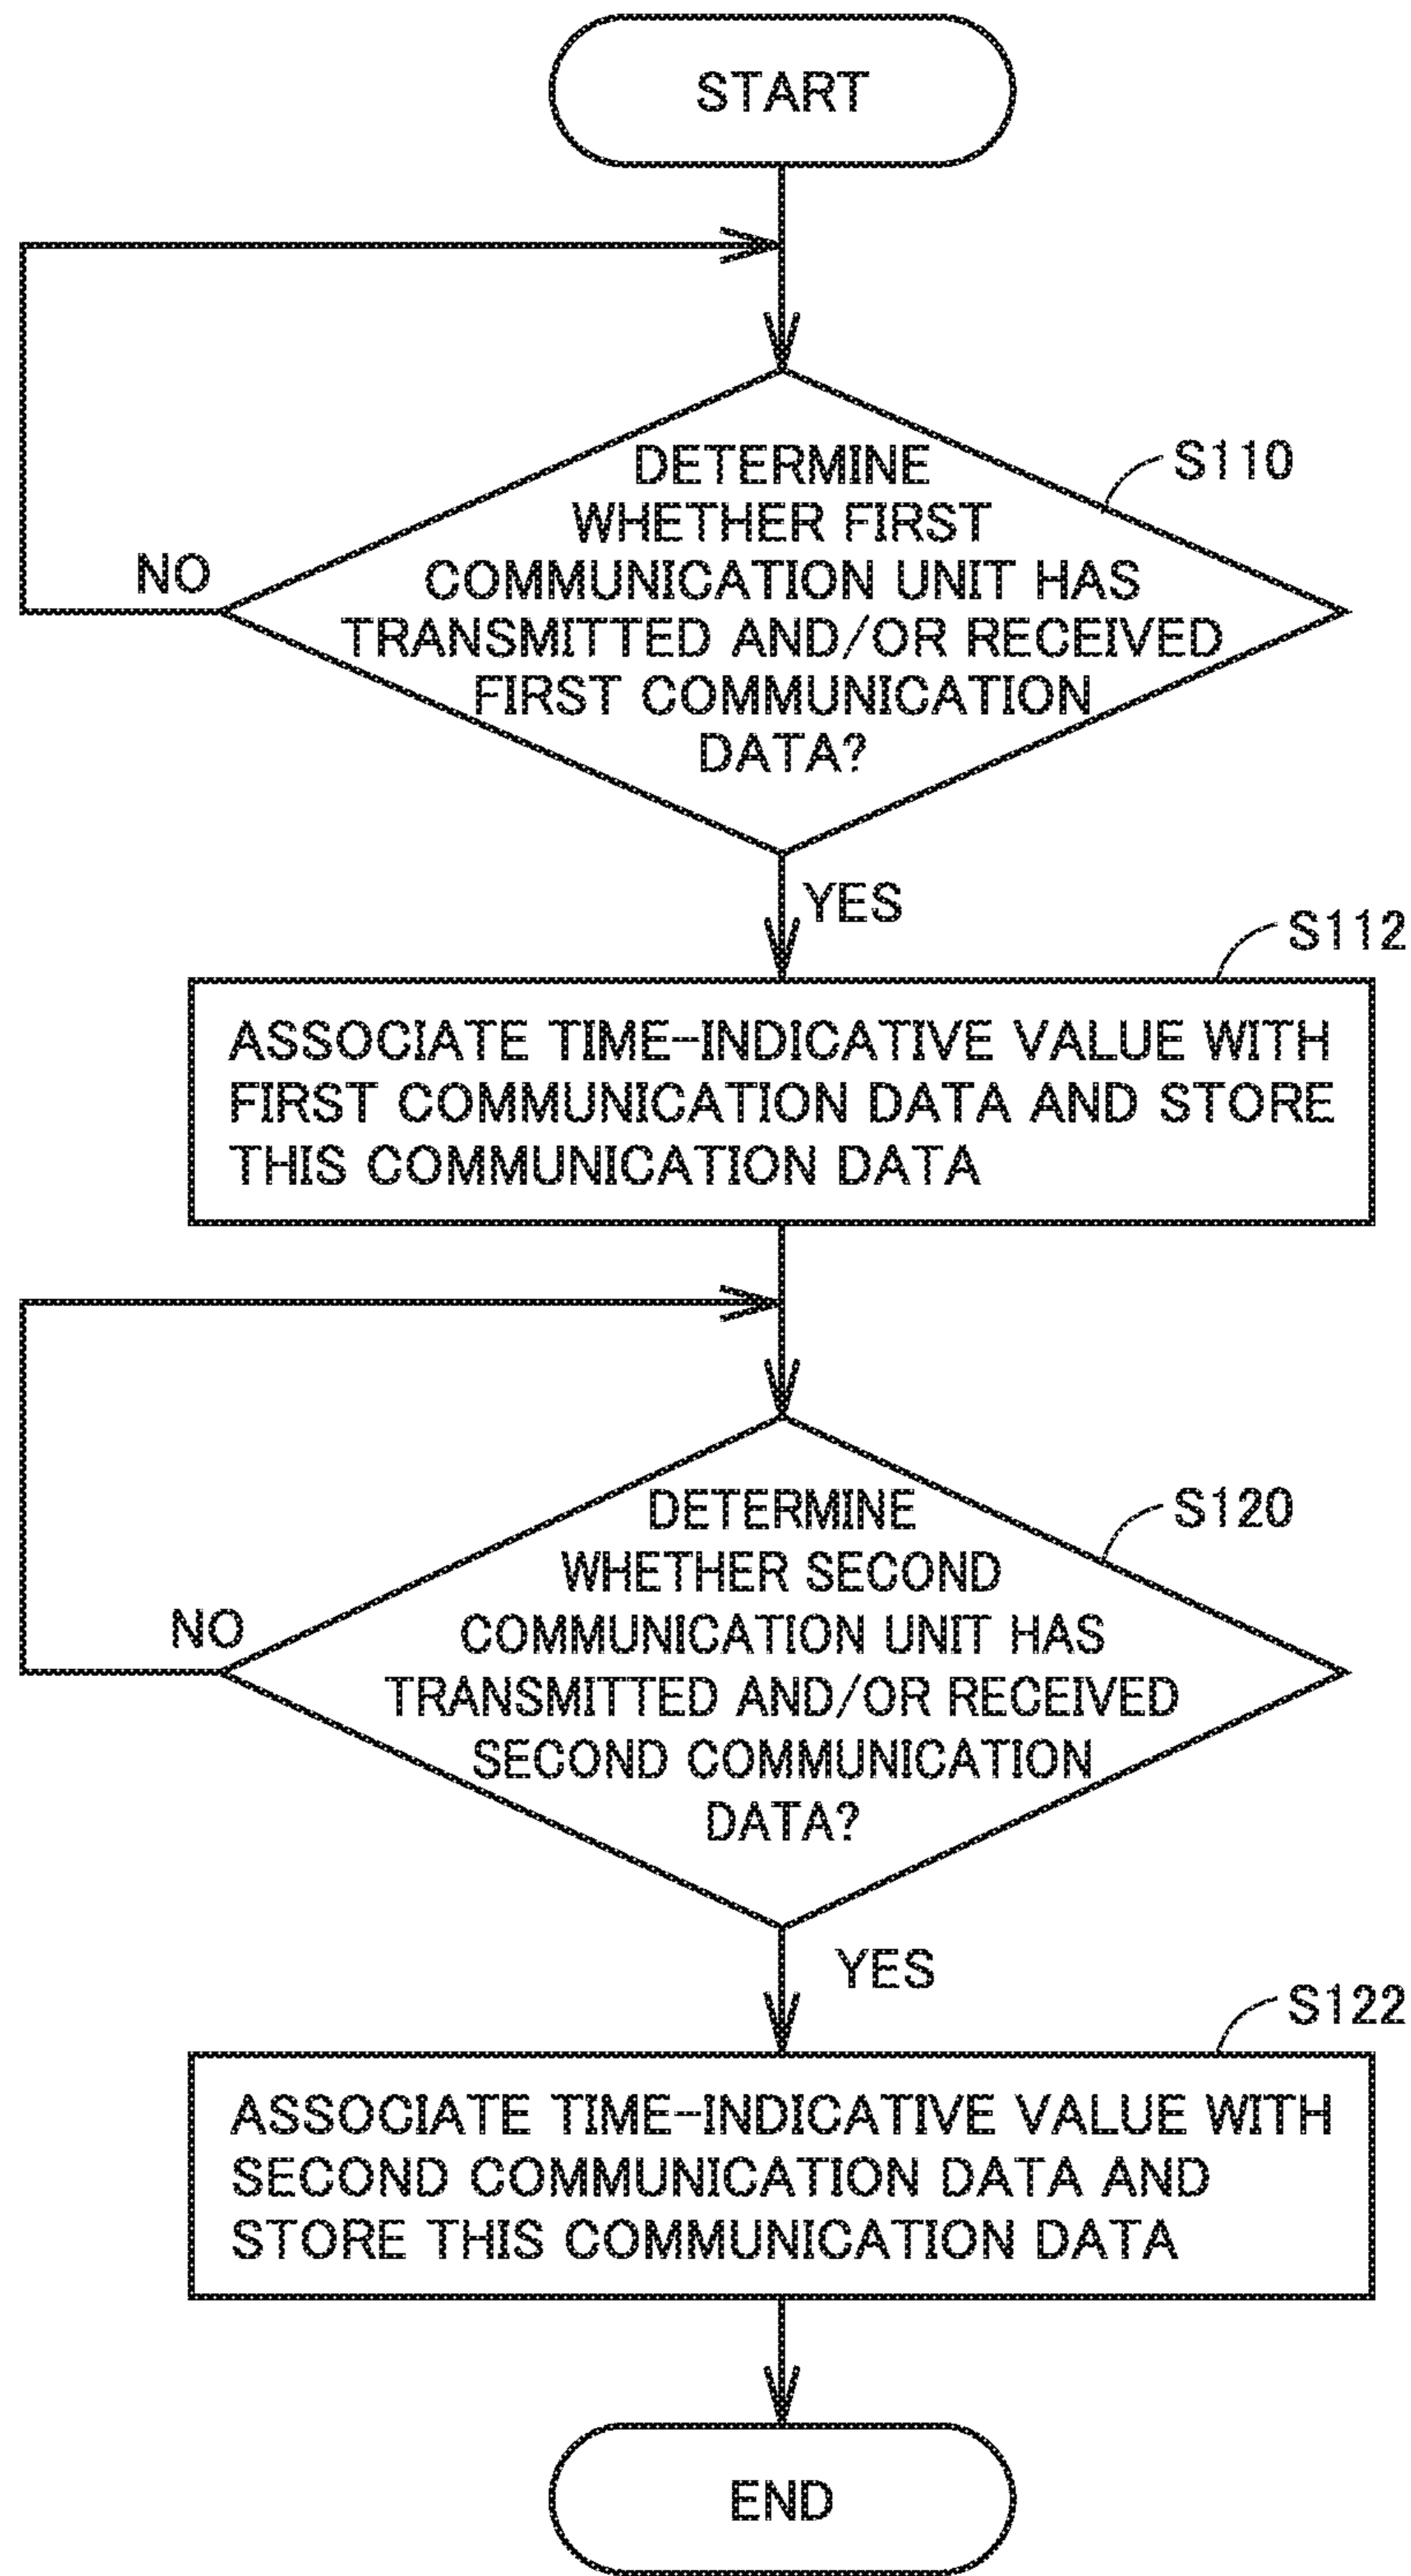 START
DETERMINE
WHETHER FIRST
COMMUNICATION UNIT HAS
TRANSMITTED AND/OR RECEIVED
FIRST COMMUNICATION
DATA?
S110
NO
YES
S112
ASSOCIATE TIME-INDICATIVE VALUE WITH
FIRST COMMUNICATION DATA AND STORE
THIS COMMUNICATION DATA
DETERMINE
WHETHER SECOND
COMMUNICATION UNIT HAS
TRANSMITTED AND/OR RECEIVED
SECOND COMMUNICATION
DATA?
S120
NO
YES
S122
ASSOCIATE TIME-INDICATIVE VALUE WITH
SECOND COMMUNICATION DATA AND
STORE THIS COMMUNICATION DATA
END